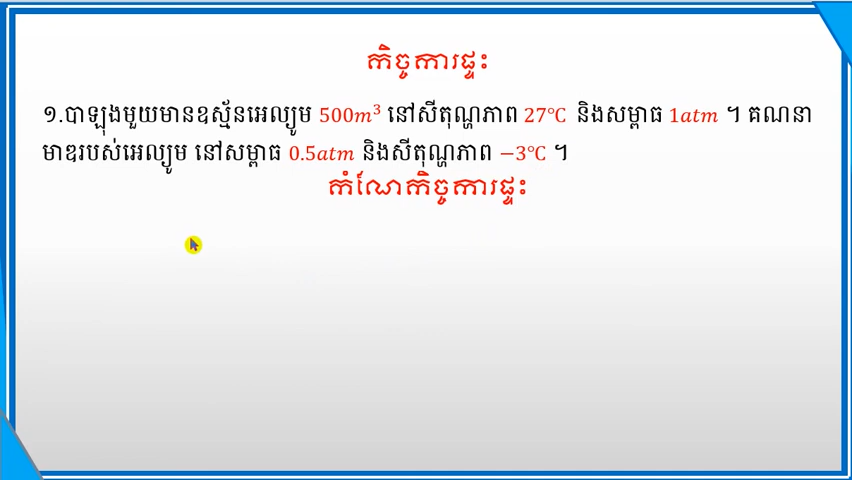 កិច្ចការផ្ទះ
១.បាឡុងមួយមានឧស្ម័នអេល្យូម 500m³ នៅសីតុណ្ហភាព 27°C និងសម្ពាធ 1atm ។ គណនា
មាឌរបស់អេល្យូម នៅសម្ពាធ 0.5atm និងសីតុណ្ហភាព −3°C ។
កំណែកិច្ចការផ្ទះ